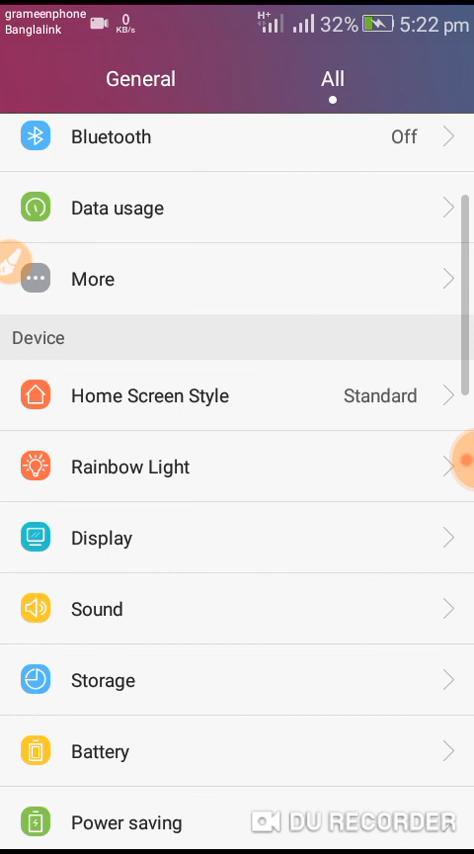 grameenphone
Banglalink
0
KB/s
H+
32%
5:22 pm
General
All
Bluetooth
Off
Data usage
More
Device
Home Screen Style
Standard
Rainbow Light
Display
Sound
Storage
Battery
Power saving
DU RECORDER